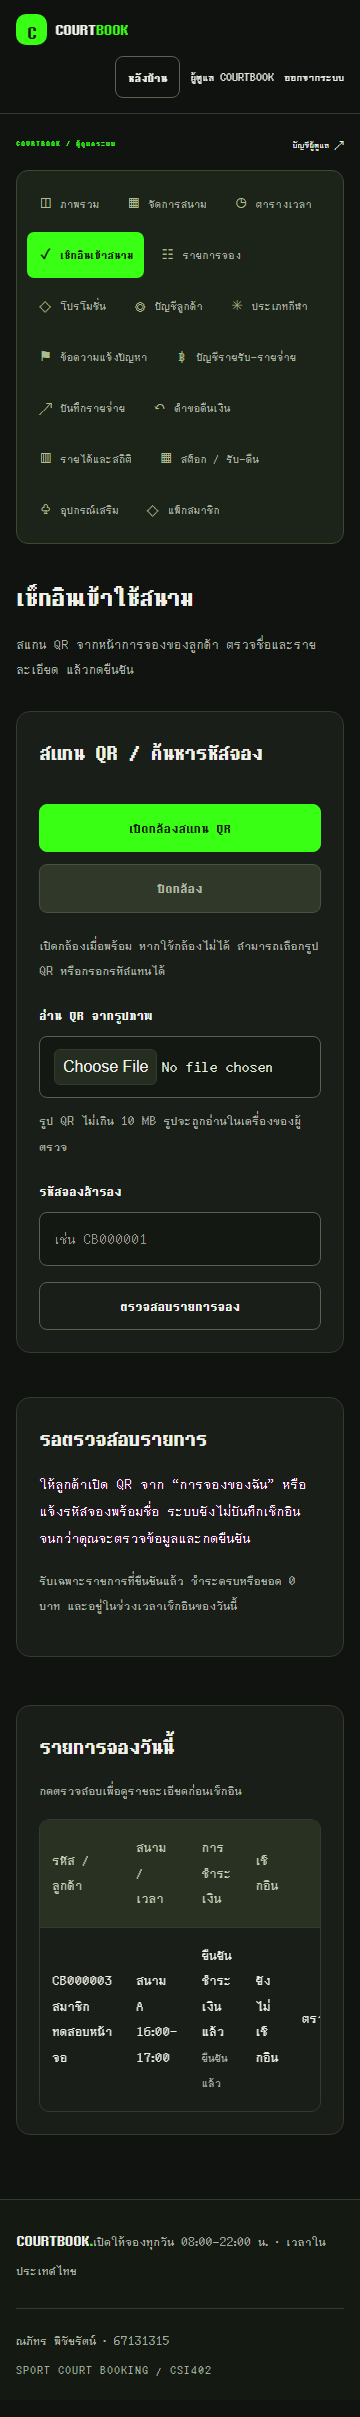 C COURTBOOK
หลังบ้าน ผู้ดูแล COURTBOOK ออกจากระบบ
COURTBOOK / ผู้ดูแลระบบ บัญชีผู้ดูแล ↗
ภาพรวม จัดการสนาม ตารางเวลา
✓ เช็กอินเข้าสนาม รายการจอง
โปรโมชั่น บัญชีลูกค้า ประเภทกีฬา
ข้อความแจ้งปัญหา ฿ บัญชีรายรับ-รายจ่าย
บันทึกรายจ่าย คำขอคืนเงิน
รายได้และสถิติ สต็อก / รับ-คืน
อุปกรณ์เสริม แพ็กสมาชิก
เช็กอินเข้าใช้สนาม
สแกน QR จากหน้าการจองของลูกค้า ตรวจชื่อและราย
ละเอียด แล้วกดยืนยัน
สแกน QR / ค้นหารหัสจอง
เปิดกล้องสแกน QR
ปิดกล้อง
เปิดกล้องเมื่อพร้อม หากใช้กล้องไม่ได้ สามารถเลือกรูป
QR หรือกรอกรหัสแทนได้
อ่าน QR จากรูปภาพ
Choose File No file chosen
รูป QR ไม่เกิน 10 MB รูปจะถูกอ่านในเครื่องของผู้
ตรวจ
รหัสจองสำรอง
เช่น CB000001
ตรวจสอบรายการจอง
รอตรวจสอบรายการ
ให้ลูกค้าเปิด QR จาก “การจองของฉัน” หรือ
แจ้งรหัสจองพร้อมชื่อ ระบบยังไม่บันทึกเช็กอิน
จนกว่าคุณจะตรวจข้อมูลและกดยืนยัน
รับเฉพาะรายการที่ยืนยันแล้ว ชำระครบหรือยอด 0
บาท และอยู่ในช่วงเวลาเช็กอินของวันนี้
รายการจองวันนี้
กดตรวจสอบเพื่อดูรายละเอียดก่อนเช็กอิน
รหัส /
ลูกค้า
สนาม
/
เวลา
การ
ชำระ
เงิน
เช็
กอิน
CB000003
สมาชิก
ทดสอบหน้า
จอ
สนาม
A
16:00–
17:00
ยืนยัน
ชำระ
เงิน
แล้ว
ยืนยัน
แล้ว
ยัง
ไม่
เช็
กอิน
ตรว
COURTBOOK. เปิดให้จองทุกวัน 08:00–22:00 น. · เวลาใน
ประเทศไทย
ณภัทร พิชัยรัตน์ · 67131315
SPORT COURT BOOKING / CSI402